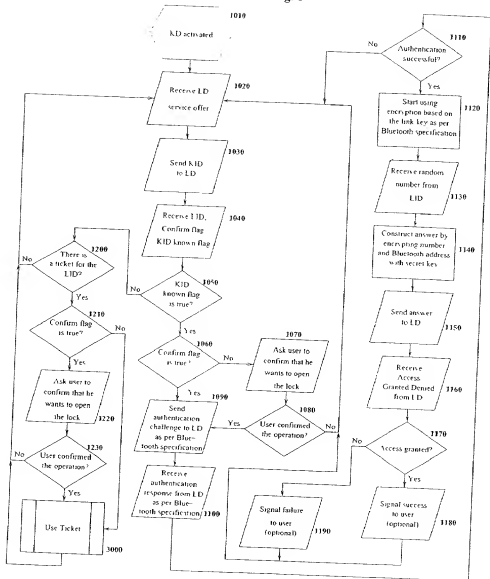 1010
KD activated
1020
Receive LD
service offer
1030
Send KID
to LD
1040
Receive LID,
Confirm flag
KID known flag
1050
KID
known flag
is true?
No
Yes
1060
Confirm flag
is true?
No
Yes
1070
Ask user to
confirm that he
wants to open
the lock
1080
User confirmed
the operation?
Yes
No
1090
Send
authentication
challenge to LD
as per Blue-
tooth specification
Receive
authentication
response from LD
as per Blue-
tooth specification
1100
1110
Authentication
successful?
No
Yes
Start using
encryption based on
the link key as per
Bluetooth specification
1120
Receive random
number from
LID
1130
1140
Construct answer by
encrypting number
and Bluetooth address
with secret key
Send answer
to LD
1150
Receive
Access
Granted Denied
from LD
1160
1170
Access granted?
No
Yes
Signal success
to user
(optional)
1180
Signal failure
to user
(optional)
1190
1200
There is
a ticket for the
LID?
No
Yes
1210
Confirm flag
is true?
No
Yes
Ask user to
confirm that he
wants to open
the lock
1220
1230
User confirmed
the operation?
No
Yes
Use Ticket
3000